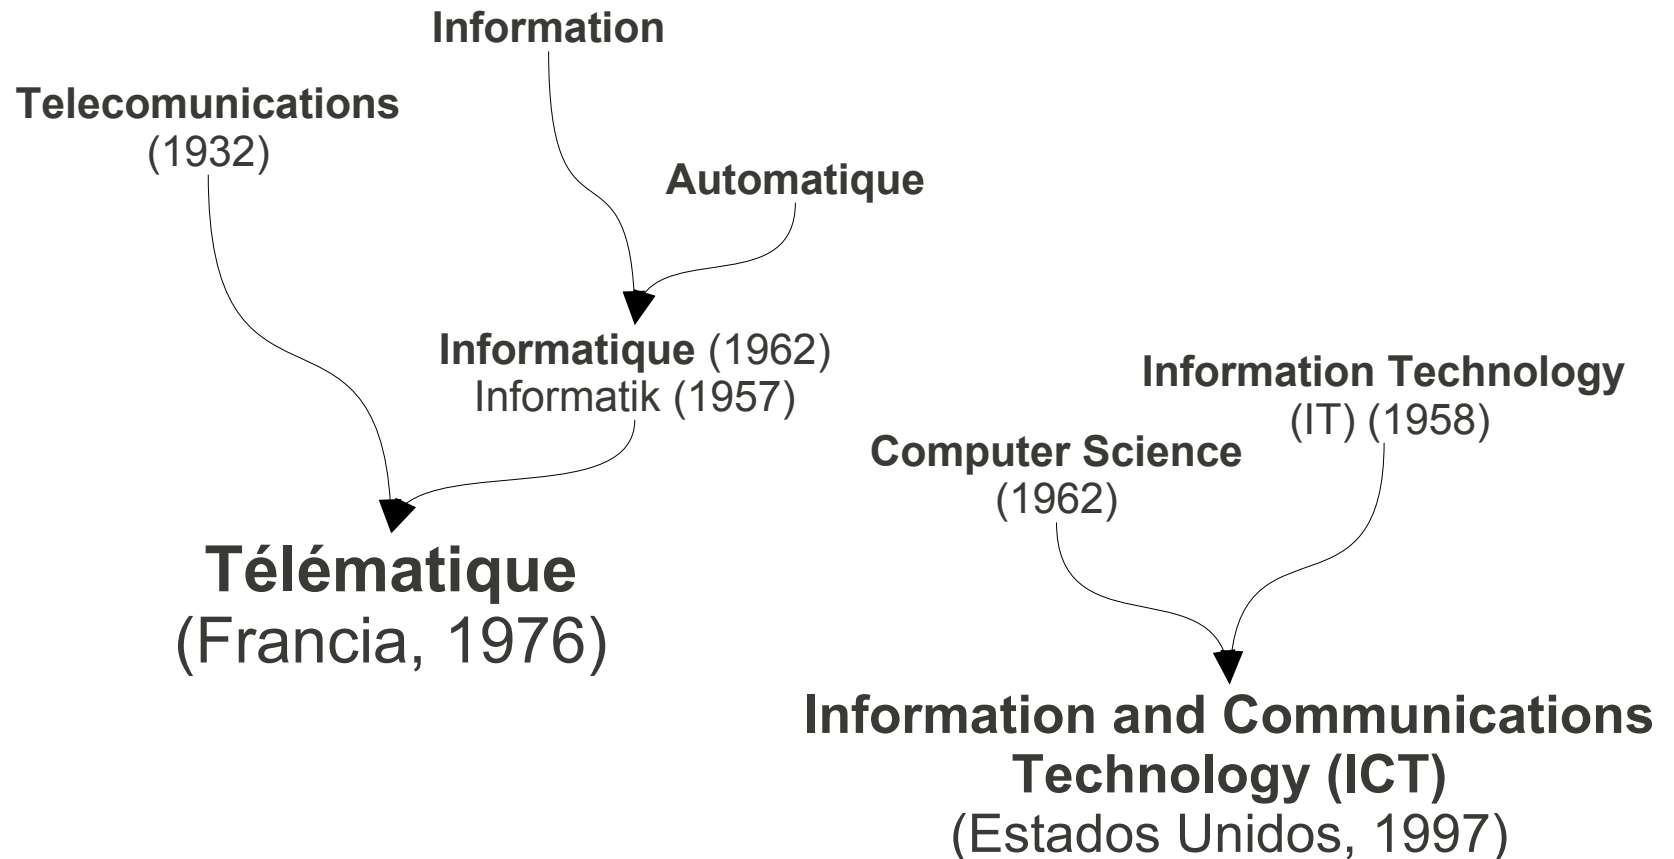 Information
Telecomunications
(1932)
Automatique
Informatique (1962)
Informatik (1957)
Télématique
(Francia, 1976)
Information Technology
(IT) (1958)
Computer Science
(1962)
Information and Communications
Technology (ICT)
(Estados Unidos, 1997)